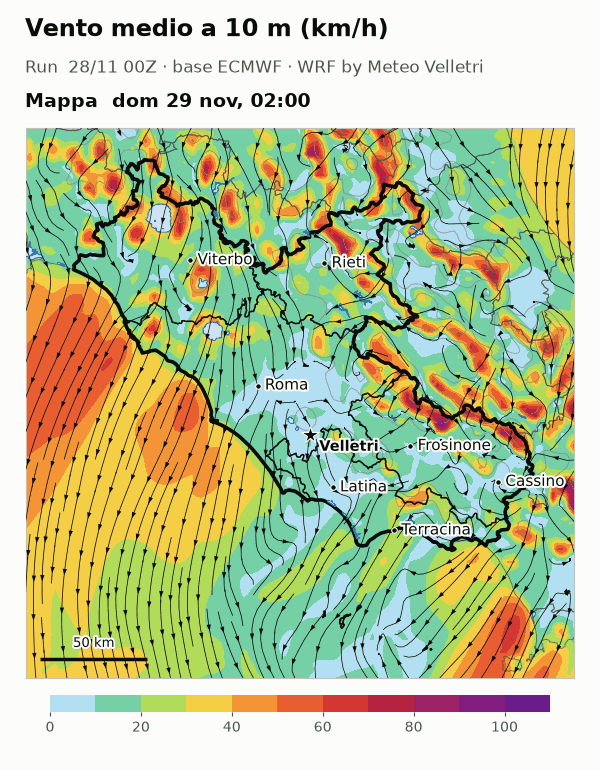 Vento medio a 10 m (km/h)
Run  28/11 00Z · base ECMWF · WRF by Meteo Velletri
Mappa  dom 29 nov, 02:00
Viterbo
Rieti
Roma
Velletri
Frosinone
Latina
Cassino
Terracina
50 km
0 20 40 60 80 100